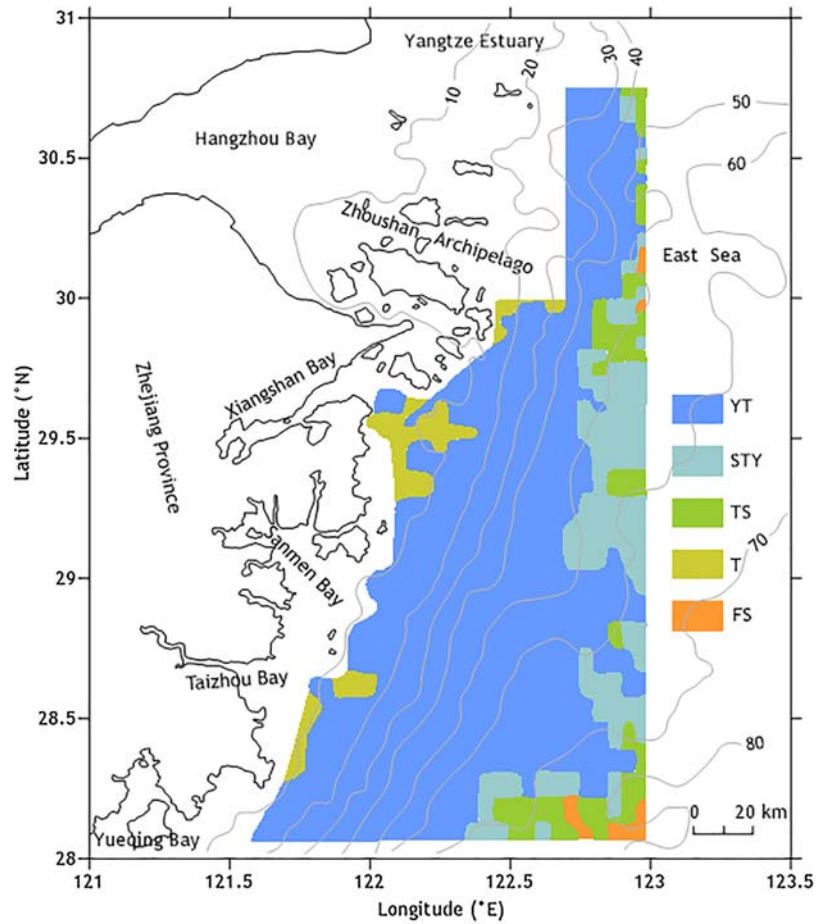 31
Yangtze Estuary
30
40
20
10
50
Hangzhou Bay
30.5
60
Zhoushan Archipelago
East Sea
30
Latitude (°N)
Zhejiang Province
Xiangshan Bay
YT
29.5
STY
TS
70
T
anmen Bay
29
FS
Taizhou Bay
28.5
80
0 20 km
Yueqing Bay
28
121 121.5 122 122.5 123 123.5
Longitude (°E)